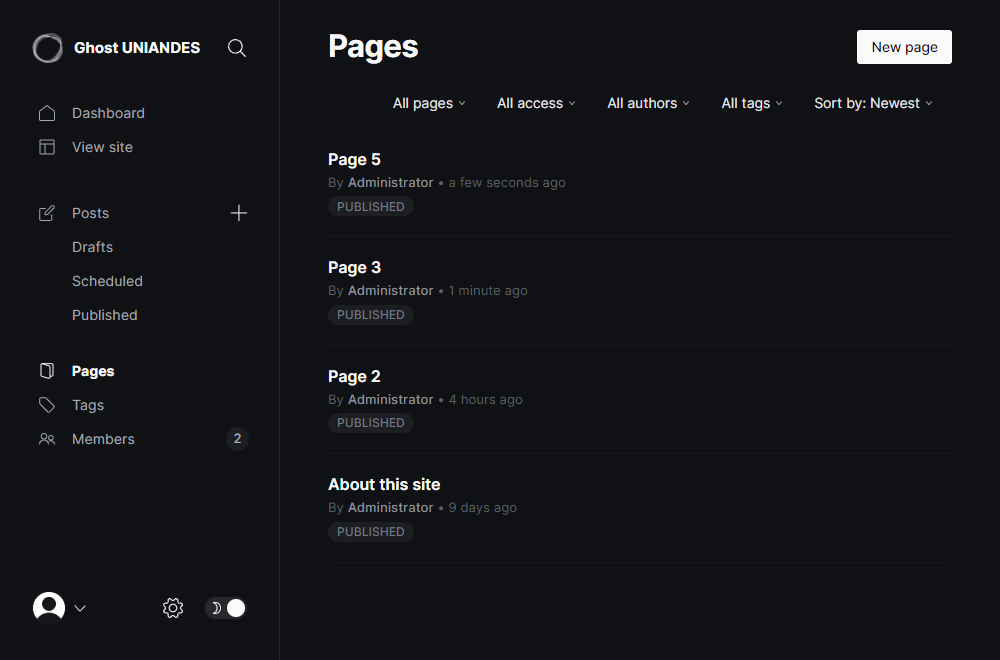 Ghost UNIANDES
Dashboard
View site
Posts
Drafts
Scheduled
Published
Pages
Tags
Members 2
Pages
New page
All pages All access All authors All tags Sort by: Newest
Page 5
By Administrator • a few seconds ago
PUBLISHED
Page 3
By Administrator • 1 minute ago
PUBLISHED
Page 2
By Administrator • 4 hours ago
PUBLISHED
About this site
By Administrator • 9 days ago
PUBLISHED